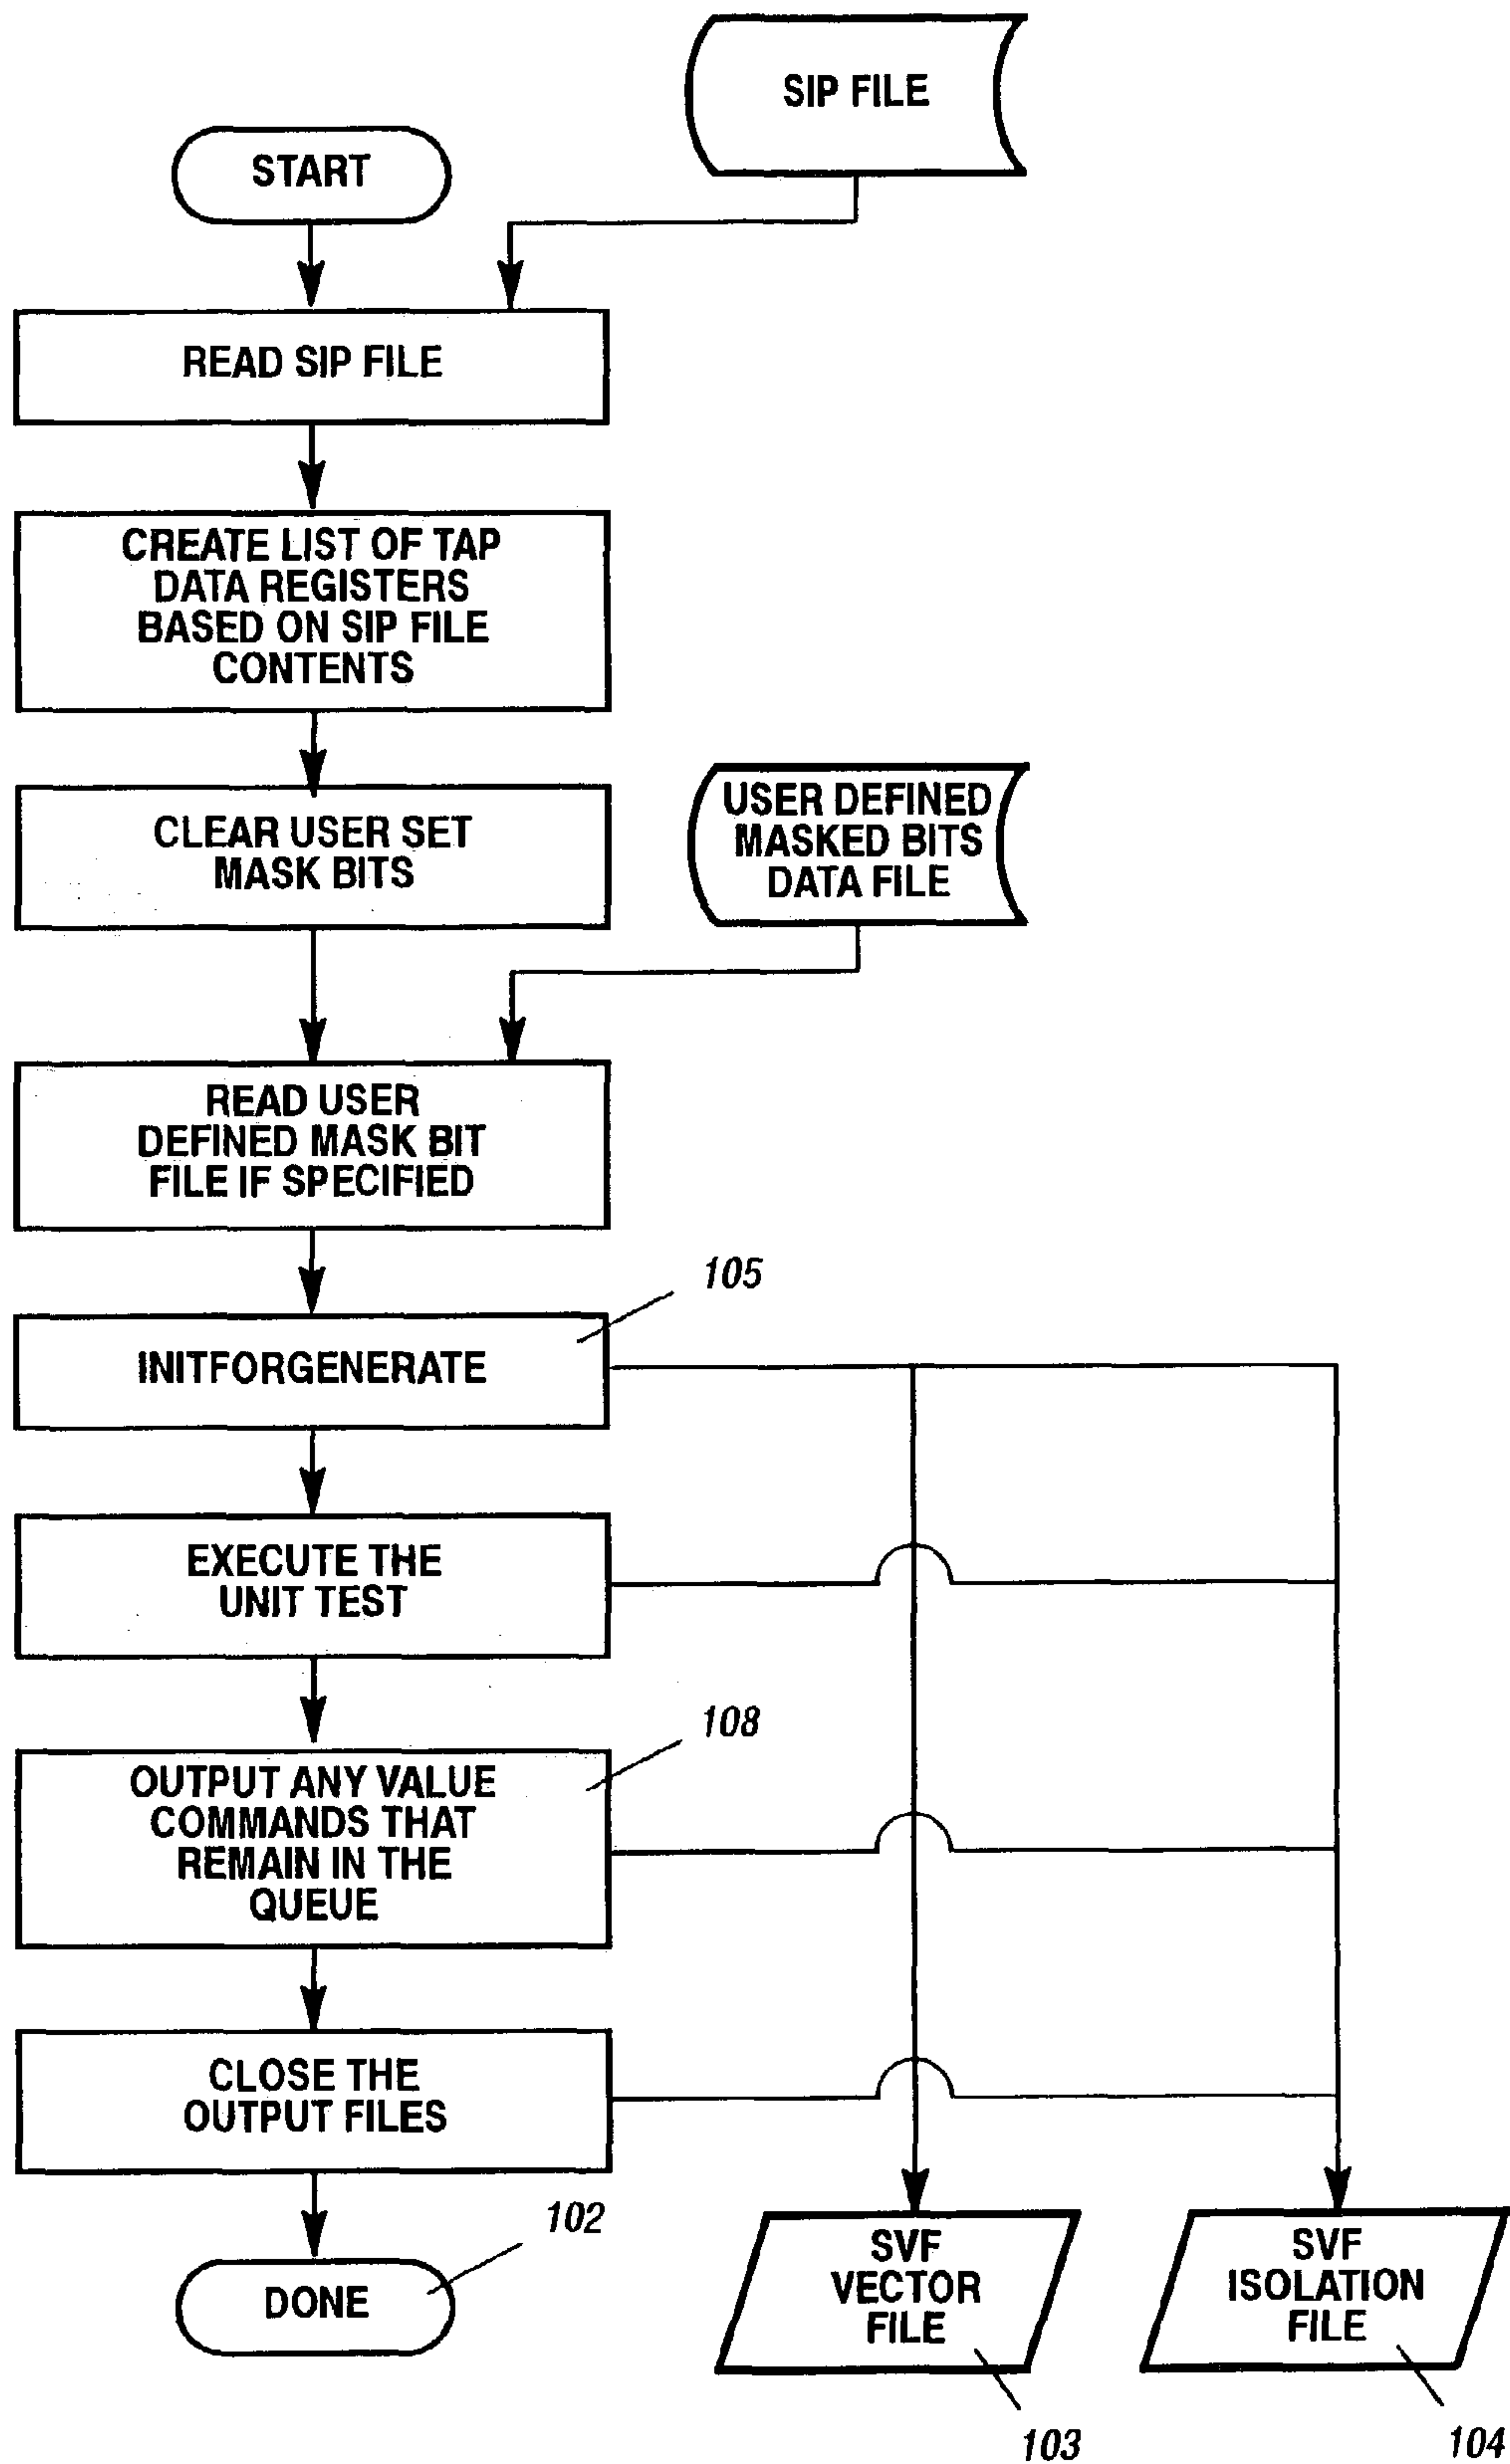 SIP FILE
START
READ SIP FILE
CREATE LIST OF TAP
DATA REGISTERS
BASED ON SIP FILE
CONTENTS
CLEAR USER SET
MASK BITS
USER DEFINED
MASKED BITS
DATA FILE
READ USER
DEFINED MASK BIT
FILE IF SPECIFIED
105
INITFORGENERATE
EXECUTE THE
UNIT TEST
108
OUTPUT ANY VALUE
COMMANDS THAT
REMAIN IN THE
QUEUE
CLOSE THE
OUTPUT FILES
102
DONE
SVF
VECTOR
FILE
103
SVF
ISOLATION
FILE
104